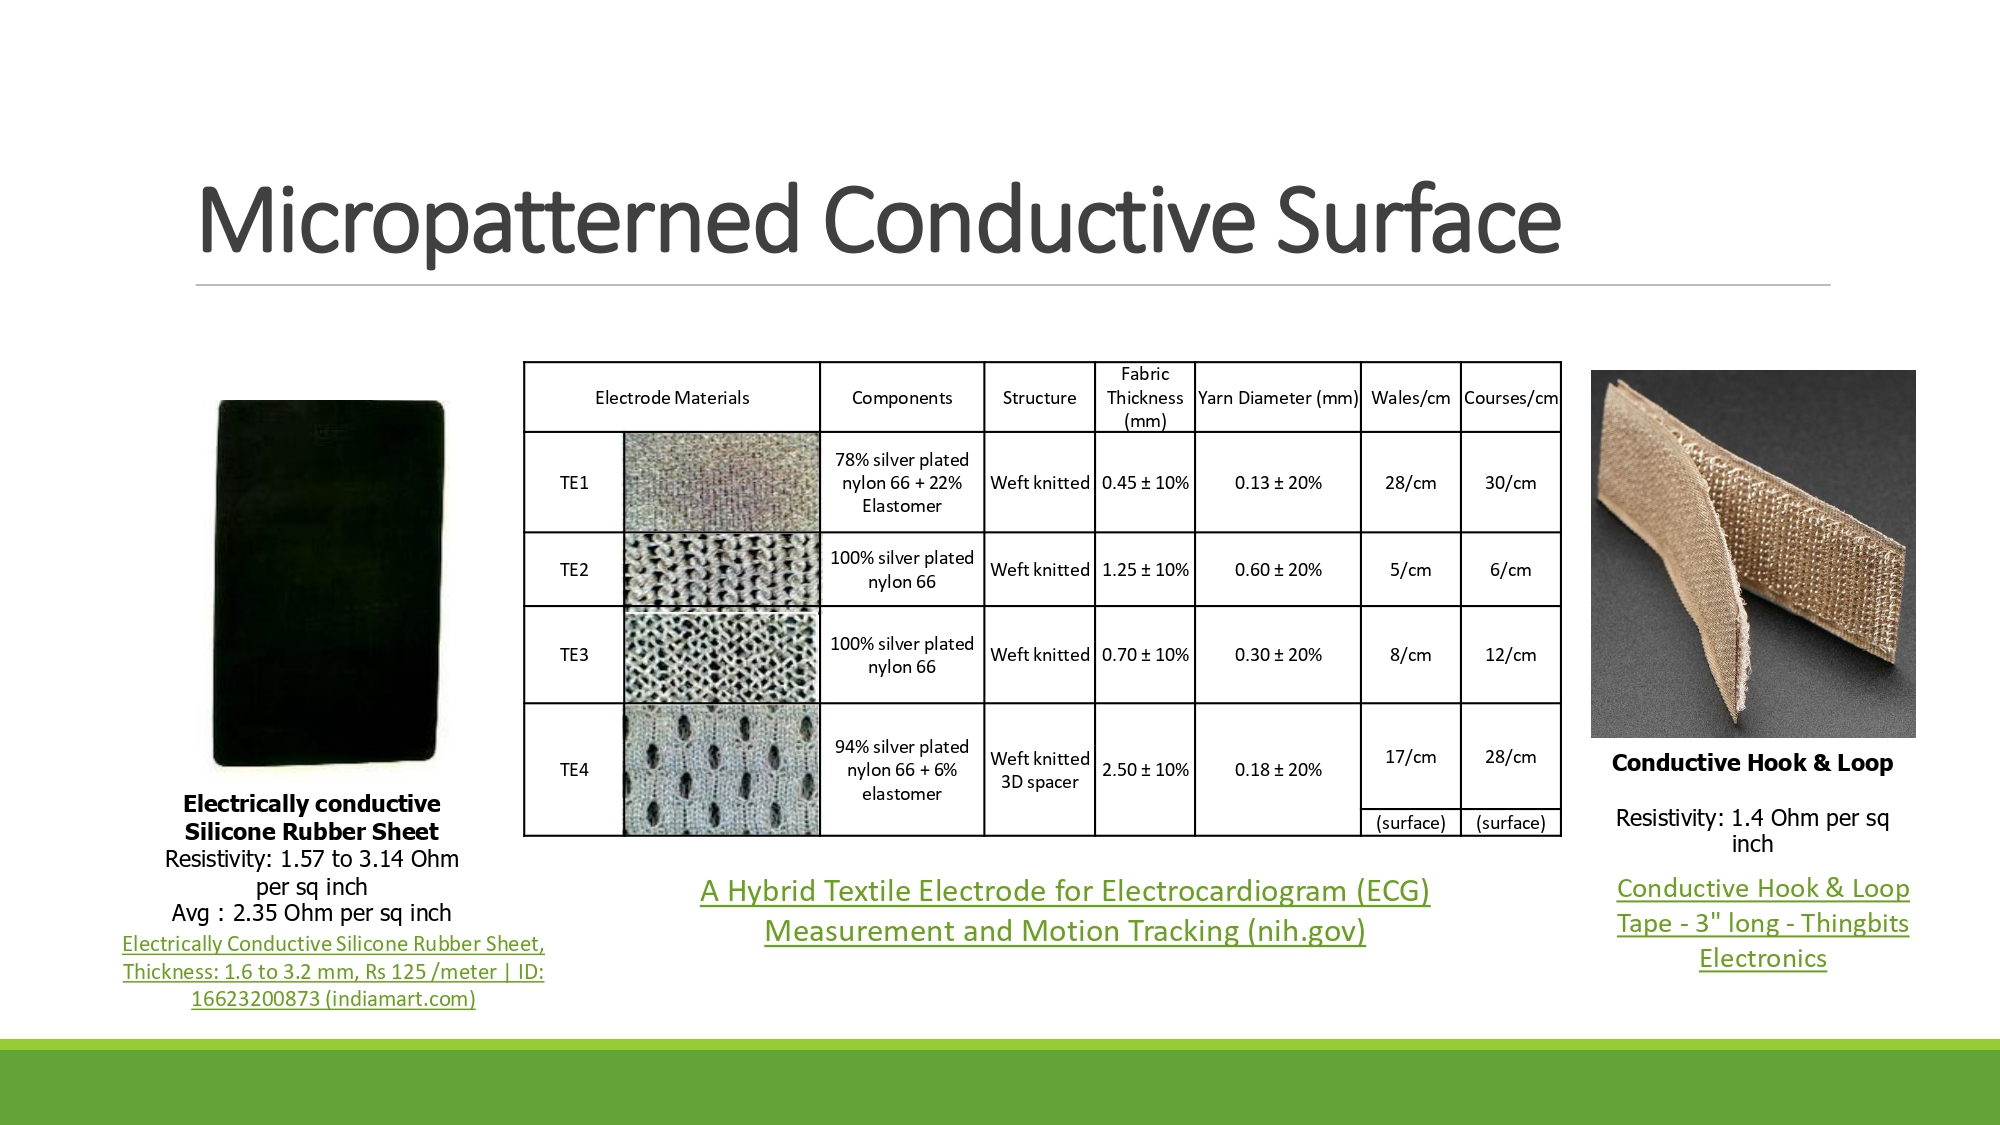 Micropatterned Conductive Surface
Electrically conductive
Silicone Rubber Sheet
Resistivity: 1.57 to 3.14 Ohm
per sq inch
Avg : 2.35 Ohm per sq inch
Electrically Conductive Silicone Rubber Sheet,
Thickness: 1.6 to 3.2 mm, Rs 125 /meter | ID:
16623200873 (indiamart.com)
Electrode Materials
Components
Structure
Fabric
Thickness
(mm)
Yarn Diameter (mm)
Wales/cm
Courses/cm
TE1
78% silver plated
nylon 66 + 22%
Elastomer
Weft knitted
0.45 ± 10%
0.13 ± 20%
28/cm
30/cm
TE2
100% silver plated
nylon 66
Weft knitted
1.25 ± 10%
0.60 ± 20%
5/cm
6/cm
TE3
100% silver plated
nylon 66
Weft knitted
0.70 ± 10%
0.30 ± 20%
8/cm
12/cm
TE4
94% silver plated
nylon 66 + 6%
elastomer
Weft knitted
3D spacer
2.50 ± 10%
0.18 ± 20%
17/cm
28/cm
(surface)
(surface)
A Hybrid Textile Electrode for Electrocardiogram (ECG)
Measurement and Motion Tracking (nih.gov)
Conductive Hook & Loop
Resistivity: 1.4 Ohm per sq
inch
Conductive Hook & Loop
Tape - 3" long - Thingbits
Electronics